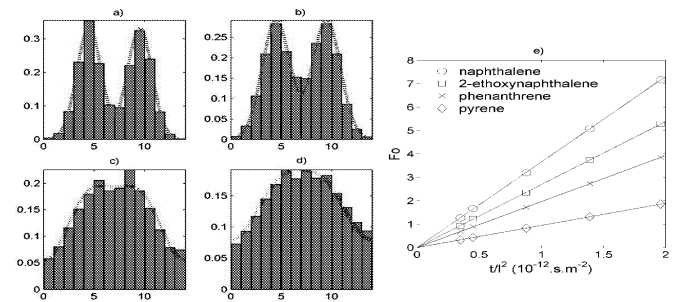 a)
0.3
0.2
0.1
0
0 5 10
b)
0.25
0.2
0.15
0.1
0.05
0
0 5 10
c)
0.2
0.15
0.1
0.05
0
0 5 10
d)
0.15
0.1
0.05
0
0 5 10
e)
8
7
6
5
4
3
2
1
0
0 0.5 1 1.5 2
Fo
t/l² (10⁻¹².s.m⁻²)
naphthalene
2-ethoxynaphthalene
phenanthrene
pyrene